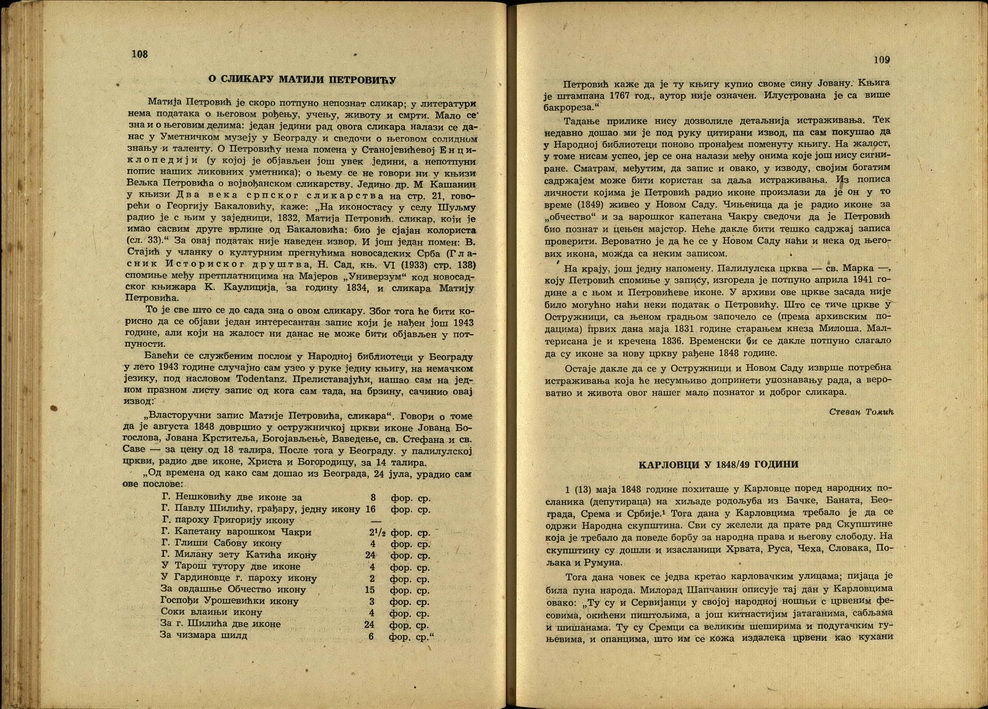 108
О СЛИКАРУ МАТИЈИ ПЕТРОВИЋУ
Матија Петровић је скоро потпуно непознат сликар; у литератури
нема података о његовом рођењу, учењу, животу и смрти. Мало се
зна и о његовим делима: један једини рад овога сликара налази се да-
нас у Уметничком музеју у Београду и сведочи о његовом солидном
знању и таленту. О Петровићу нема помена у Станојевићевој Енци-
клопедији (у којој је објављен још увек једини, а непотпуни
попис наших ликовних уметника); о њему се не говори ни у књизи
Вељка Петровића о војвођанском сликарству. Једино др. М. Кашанин
у књизи Два века српског сликарства на стр. 21, гово-
рећи о Георгију Бакаловићу, каже: „На иконостасу у селу Шуљму
радио је с њим у заједници, 1832, Матија Петровић. сликар, који је
имао сасвим друге врлине од Бакаловића: био је сјајан колориста
(сл. 33).“ За овај податак није наведен извор. И још један помен: В.
Стајић у чланку о културним прегнућима новосадских Срба (Гла-
сник Историског друштва, Н. Сад, књ. VI (1933) стр, 138)
спомиње међу претплатницима на Мајеров „Универзум“ код новосад-
ског књижара К. Каулиција, за годину 1834, и сликара Матију
Петровића.
То је све што се до сада зна о овом сликару. Због тога ће бити ко-
рисно да се објави један интересантан запис који је нађен још 1943
године, али који на жалост ни данас не може бити објављен у пот-
пуности.
Бавећи се службеним послом у Народној библиотеци у Београду
у лето 1943 године случајно сам узео у руке једну књигу, на немачком
језику, под насловом Todentanz. Прелиставајући, нашао сам на јед-
ном празном листу запис од кога сам тада, на брзину, сачинио овај
извод:
„Власторучни запис Матије Петровића, сликара“. Говори о томе
да је августа 1848 довршио у остружничкој цркви иконе Јована Бо-
гослова, Јована Крститеља, Богојављење, Ваведење, св. Стефана и св.
Саве — за цену од 18 талира. После тога у Београду, у палилулској
цркви, радио две иконе, Христа и Богородицу, за 14 талира.
„Од времена од како сам дошао из Београда, 24 јула, урадио сам
ове послове:
Г. Нешковићу две иконе за 8 фор. ср.
Г. Павлу Шилићу, грађару, једну икону 16 фор. ср.
Г. пароху Григорију икону —
Г. Капетану варошком Чакри 2¹/₂ фор. ср.
Г. Глиши Сабову икону 4 фор. ср.
Г. Милану зету Катића икону 24 фор. ср.
У Тарош тутору две иконе 4 фор. ср.
У Гардиновце г. пароху икону 2 фор. ср.
За овдашње Обчество икону 15 фор. ср.
Госпођи Урошевићки икону 3 фор. ср.
Соки влаињи икону 4 фор. ср.
За г. Шилића две иконе 24 фор. ср.
За чизмара шилд 6 фор. ср.“
109
Петровић каже да је ту књигу купио своме сину Јовану. Књига
је штампана 1767 год., аутор није означен. Илустрована је са више
бакрореза.“
Тадање прилике нису дозволиле детаљнија истраживања. Тек
недавно дошао ми је под руку цитирани извод, па сам покушао да
у Народној библиотеци поново пронађем поменуту књигу. На жалост,
у томе нисам успео, јер се она налази међу онима које још нису сигни-
ране. Сматрам, међутим, да запис и овако, у изводу, својим богатим
садржајем може бити користан за даља истраживања. Из пописа
личности којима је Петровић радио иконе произлази да је он у то
време (1849) живео у Новом Саду. Чињеница да је радио иконе за
„обчество“ и за варошког капетана Чакру сведочи да је Петровић
био познат и цењен мајстор. Неће дакле бити тешко садржај записа
проверити. Вероватно је да ће се у Новом Саду наћи и нека од њего-
вих икона, можда са неким записом.
На крају, још једну напомену. Палилулска црква — св. Марка —,
коју Петровић спомиње у запису, изгорела је потпуно априла 1941 го-
дине а с њом и Петровићеве иконе. У архиви ове цркве засада није
било могућно наћи неки податак о Петровићу. Што се тиче цркве у
Остружници, са њеном градњом започело се (према архивским по-
дацима) првих дана маја 1831 године старањем кнеза Милоша. Мал-
терисана је и кречена 1836. Временски би се дакле потпуно слагало
да су иконе за нову цркву рађене 1848 године.
Остаје дакле да се у Остружници и Новом Саду изврше потребна
истраживања која ће несумњиво допринети упознавању рада, а веро-
ватно и живота овог нашег мало познатог и доброг сликара.
Стеван Томић
КАРЛОВЦИ У 1848/49 ГОДИНИ
1 (13) маја 1848 године похиташе у Карловце поред народних по-
сланика (депутираца) на хиљаде родољуба из Бачке, Баната, Бео-
града, Срема и Србије.¹ Тога дана у Карловцима требало је да се
одржи Народна скупштина. Сви су желели да прате рад Скупштине
која је требало да поведе борбу за народна права и његову слободу. На
скупштину су дошли и изасланици Хрвата, Руса, Чеха, Словака, По-
љака и Румуна.
Тога дана човек се једва кретао карловачким улицама; пијаца је
била пуна народа. Милорад Шапчанин описује тај дан у Карловцима
овако: „Ту су и Сервијанци у својој народној ношњи с црвеним фе-
совима, окићени пиштољима, а још китнастијим јатаганима, сабљама
и шишанама. Ту су Сремци са великим шеширима и подугачким гу-
њевима, и опанцима, што им се кожа издалека црвени као кухани